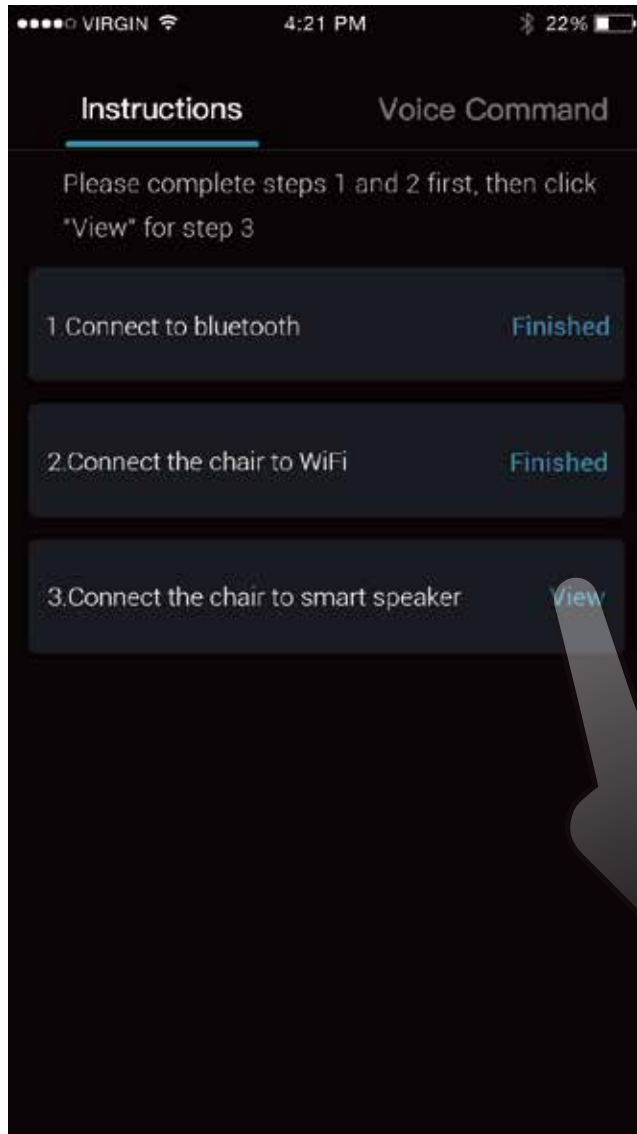 VIRGIN 4:21 PM 22%
Instructions Voice Command
Please complete steps 1 and 2 first, then click
"View" for step 3
1.Connect to bluetooth Finished
2.Connect the chair to WiFi Finished
3.Connect the chair to smart speaker View